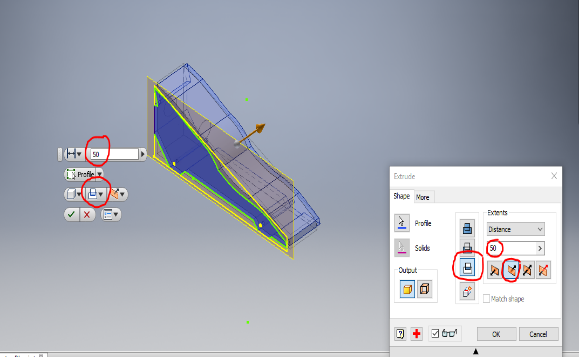 50
Profile
Extrude
Shape
More
Profile
Solids
Output
Extents
Distance
50
Match shape
OK
Cancel